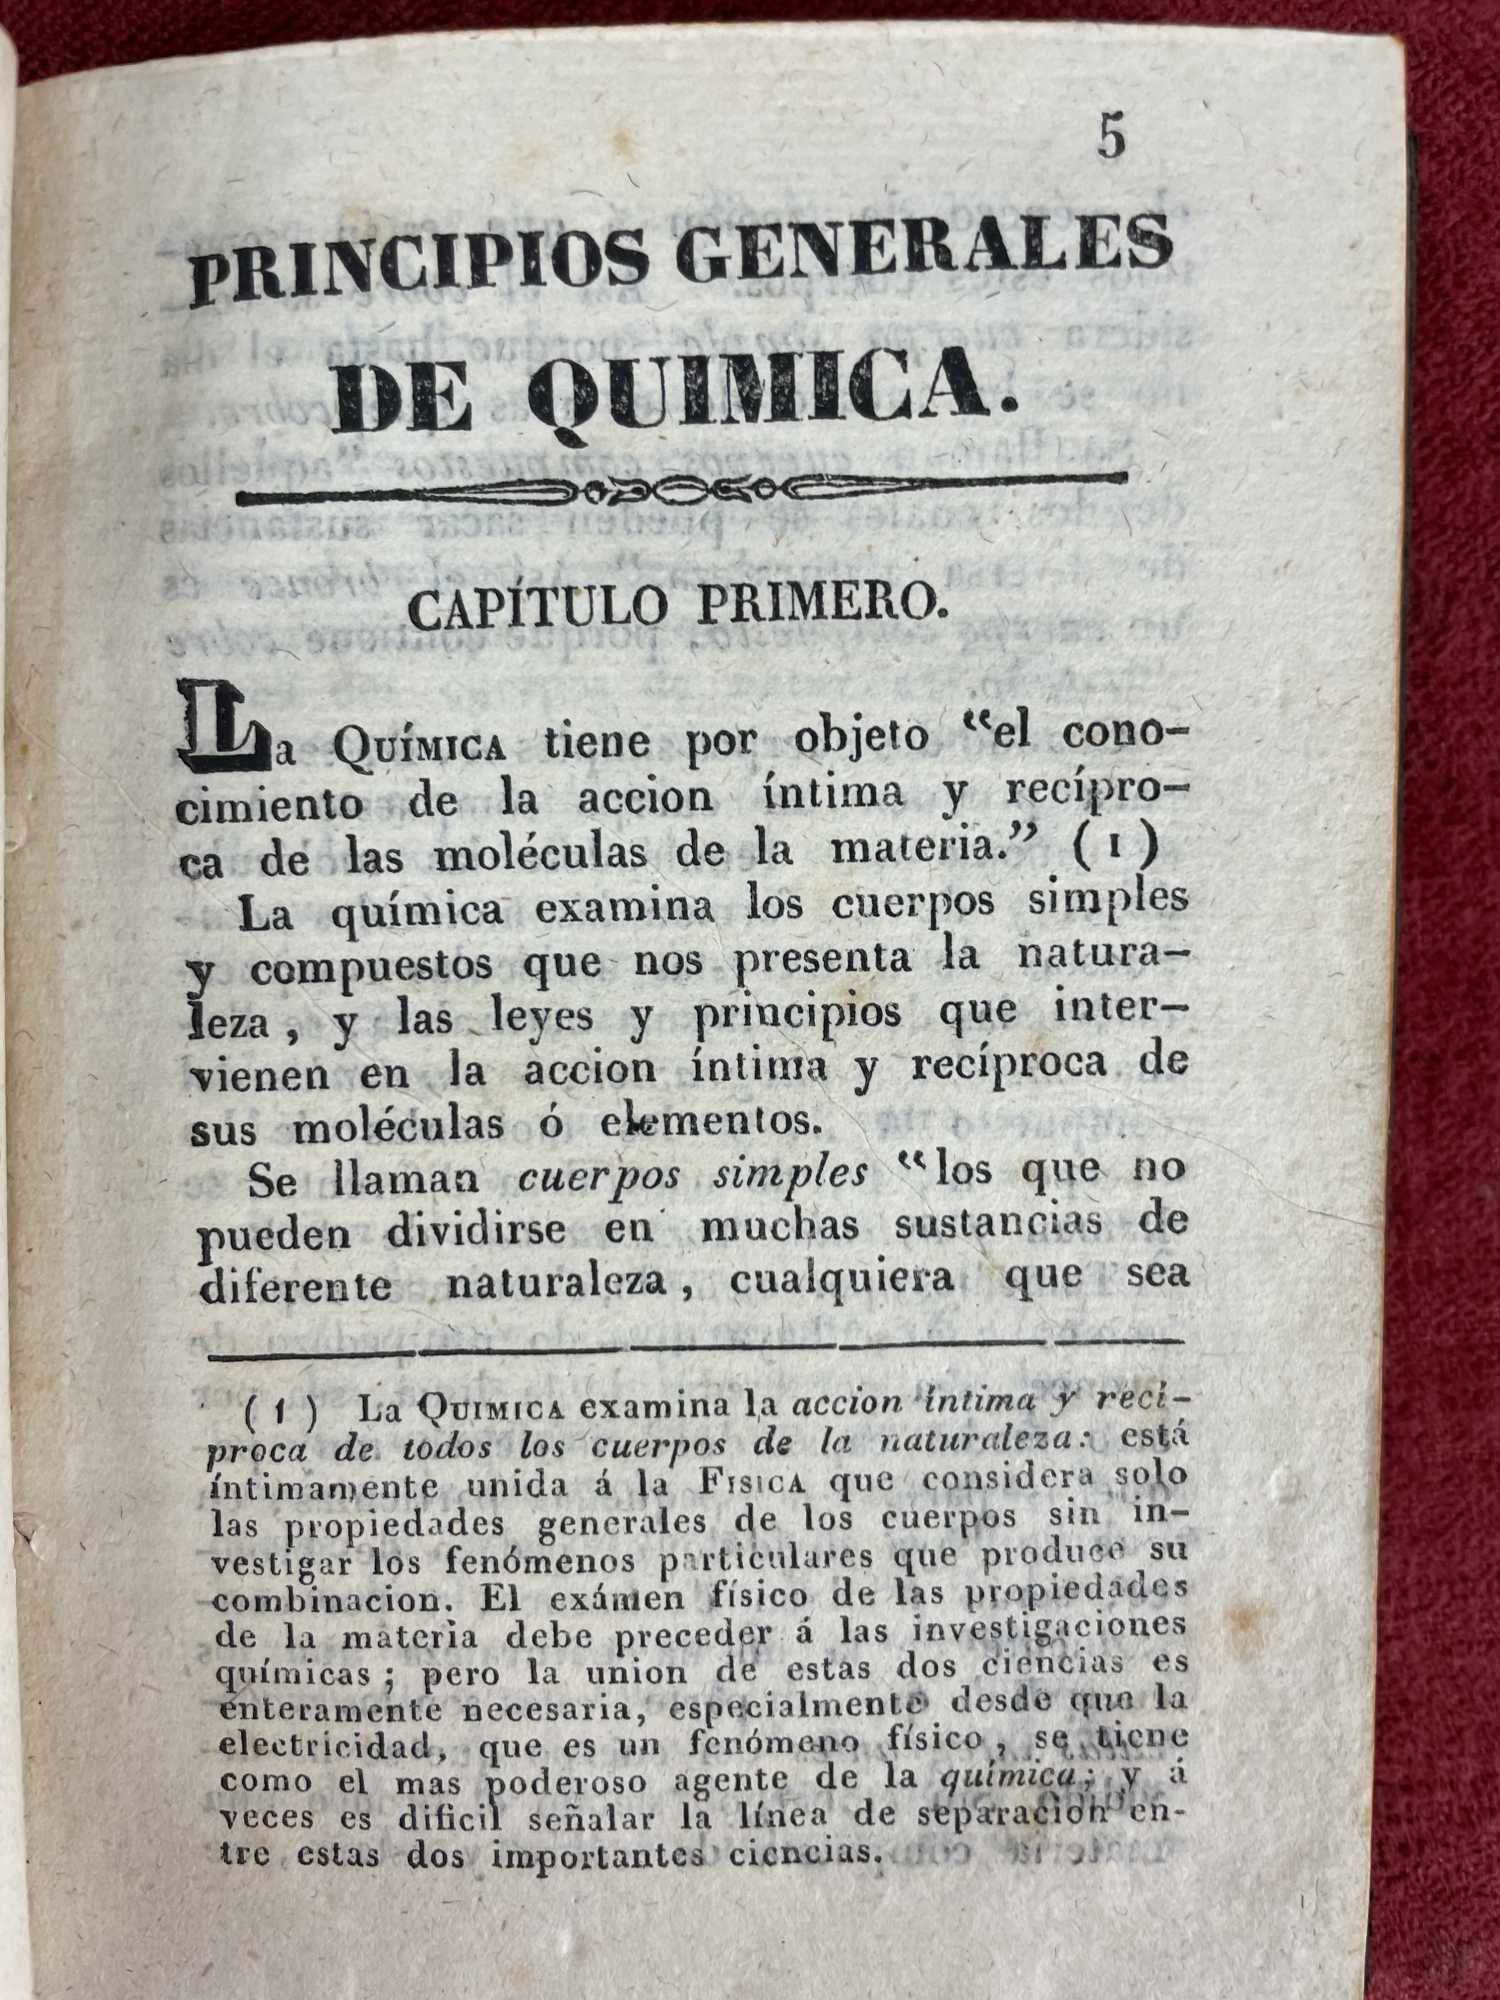 5
PRINCIPIOS GENERALES
DE QUIMICA.
CAPÍTULO PRIMERO.
La QUÍMICA tiene por objeto "el cono-
cimiento de la accion íntima y recípro-
ca de las moléculas de la materia." (1)
La química examina los cuerpos simples
y compuestos que nos presenta la natura-
leza, y las leyes y principios que inter-
vienen en la accion íntima y recíproca de
sus moléculas ó elementos.
Se llaman cuerpos simples "los que no
pueden dividirse en muchas sustancias de
diferente naturaleza, cualquiera que sea
(1) La QUIMICA examina la accion íntima y recí-
proca de todos los cuerpos de la naturaleza: está
íntimamente unida á la FISICA que considera solo
las propiedades generales de los cuerpos sin in-
vestigar los fenómenos particulares que produce su
combinacion. El exámen físico de las propiedades
de la materia debe preceder á las investigaciones
químicas; pero la union de estas dos ciencias es
enteramente necesaria, especialmente desde que la
electricidad, que es un fenómeno físico, se tiene
como el mas poderoso agente de la química; y á
veces es dificil señalar la línea de separacion en-
tre estas dos importantes ciencias.